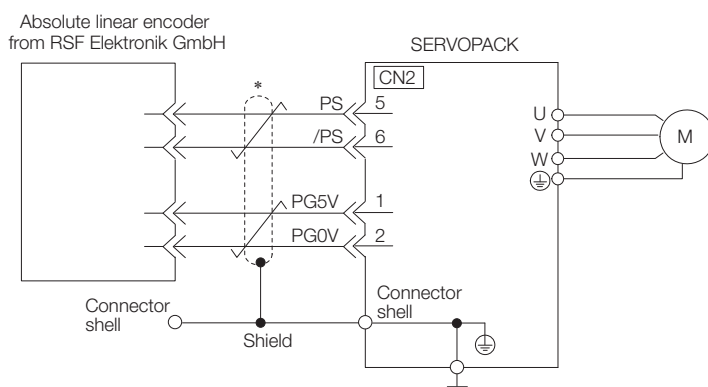 Absolute linear encoder
from RSF Elektronik GmbH
SERVOPACK
CN2
*
PS 5
/PS 6
PG5V 1
PG0V 2
U
V
W
M
Connector
shell
Shield
Connector
shell